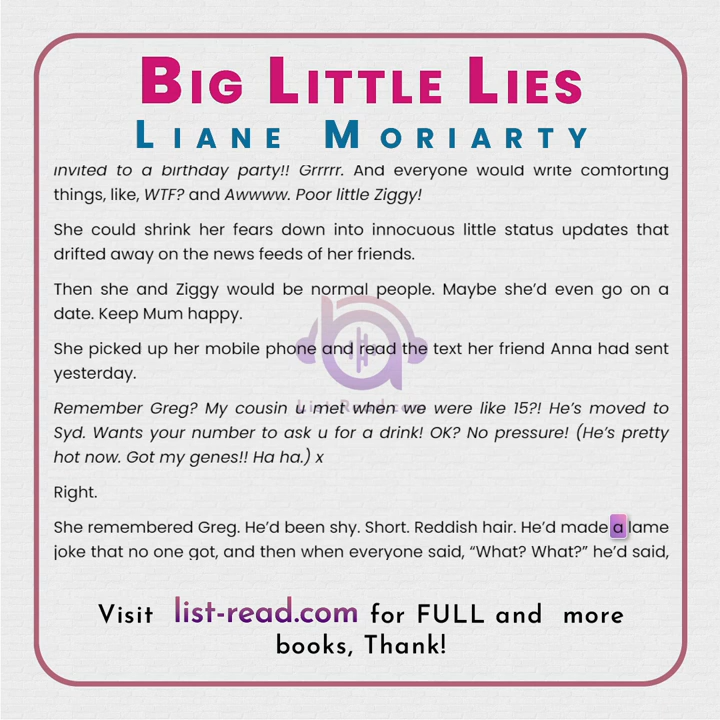 BIG LITTLE LIES
LIANE MORIARTY
invited to a birthday party!! Grrrrr. And everyone would write comforting
things, like, WTF? and Awwww. Poor little Ziggy!
She could shrink her fears down into innocuous little status updates that
drifted away on the news feeds of her friends.
Then she and Ziggy would be normal people. Maybe she’d even go on a
date. Keep Mum happy.
She picked up her mobile phone and read the text her friend Anna had sent
yesterday.
Remember Greg? My cousin u met when we were like 15?! He’s moved to
Syd. Wants your number to ask u for a drink! OK? No pressure! (He’s pretty
hot now. Got my genes!! Ha ha.) x
Right.
She remembered Greg. He’d been shy. Short. Reddish hair. He’d made a lame
joke that no one got, and then when everyone said, “What? What?” he’d said,
List-Read.com
Visit list-read.com for FULL and more
books, Thank!